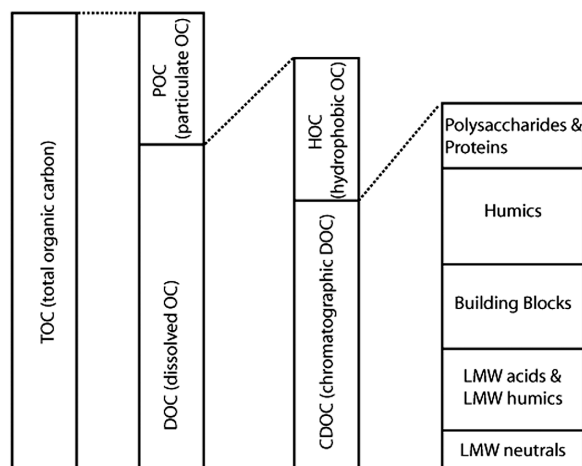 TOC (total organic carbon)
POC
(particulate OC)
DOC (dissolved OC)
HOC
(hydrophobic OC)
CDOC (chromatographic DOC)
Polysaccharides &
Proteins
Humics
Building Blocks
LMW acids &
LMW humics
LMW neutrals